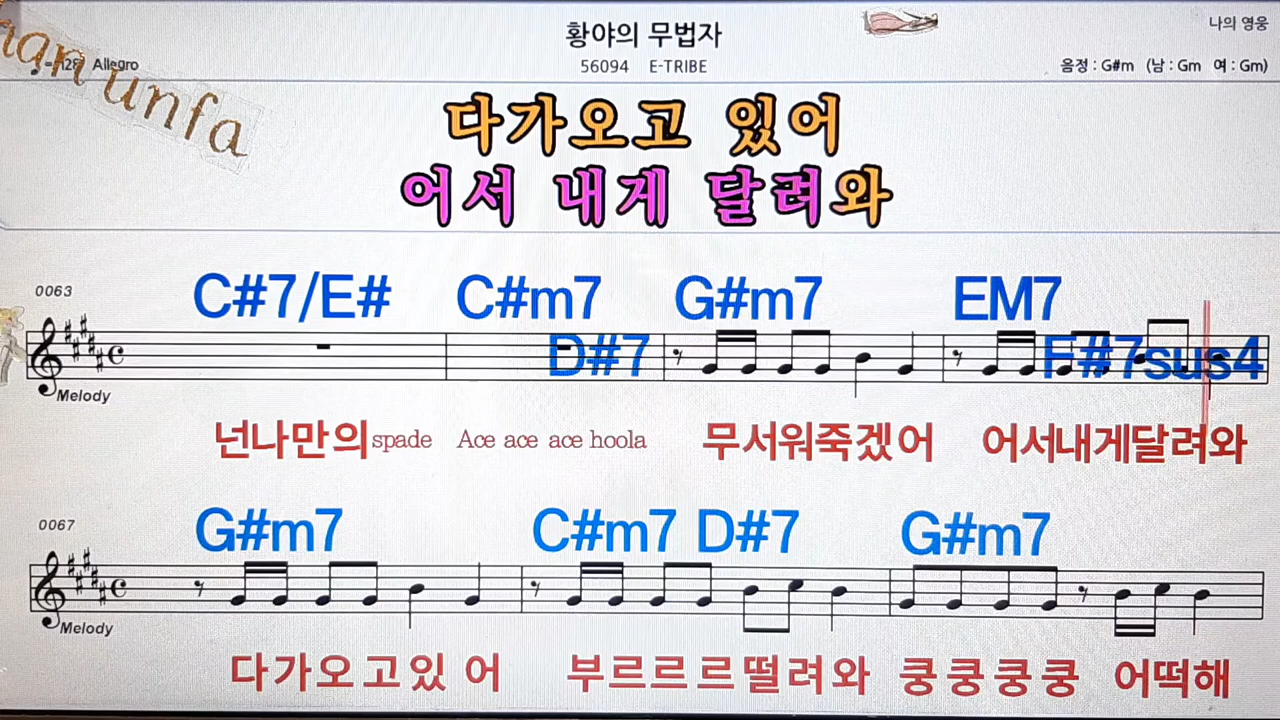 황야의 무법자
나의 영웅
56094 E-TRIBE
Allegro
음정 : G#m (남 : Gm 여 : Gm)
unfa
다가오고 있어
어서 내게 달려와
C#7/E# C#m7 G#m7 EM7
0063
D#7 F#7sus4
Melody
넌나만의 spade Ace ace ace hoola 무서워죽겠어 어서내게달려와
0067
G#m7 C#m7 D#7 G#m7
Melody
다가오고있 어 부르르르떨려와 쿵쿵쿵쿵 어떡해